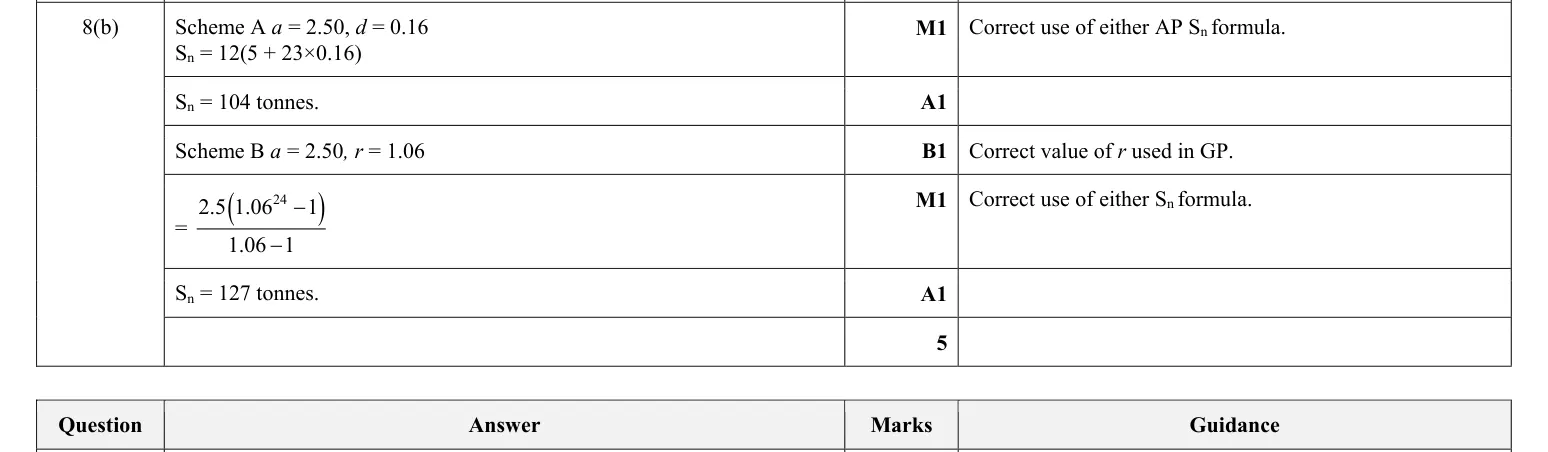 8(b) Scheme A a = 2.50, d = 0.16 M1 Correct use of either AP Sn formula.
Sn = 12(5 + 23×0.16)
Sn = 104 tonnes. A1
Scheme B a = 2.50, r = 1.06 B1 Correct value of r used in GP.
= 2.5(1.06^24 − 1) / 1.06 − 1 M1 Correct use of either Sn formula.
Sn = 127 tonnes. A1
5
Question Answer Marks Guidance